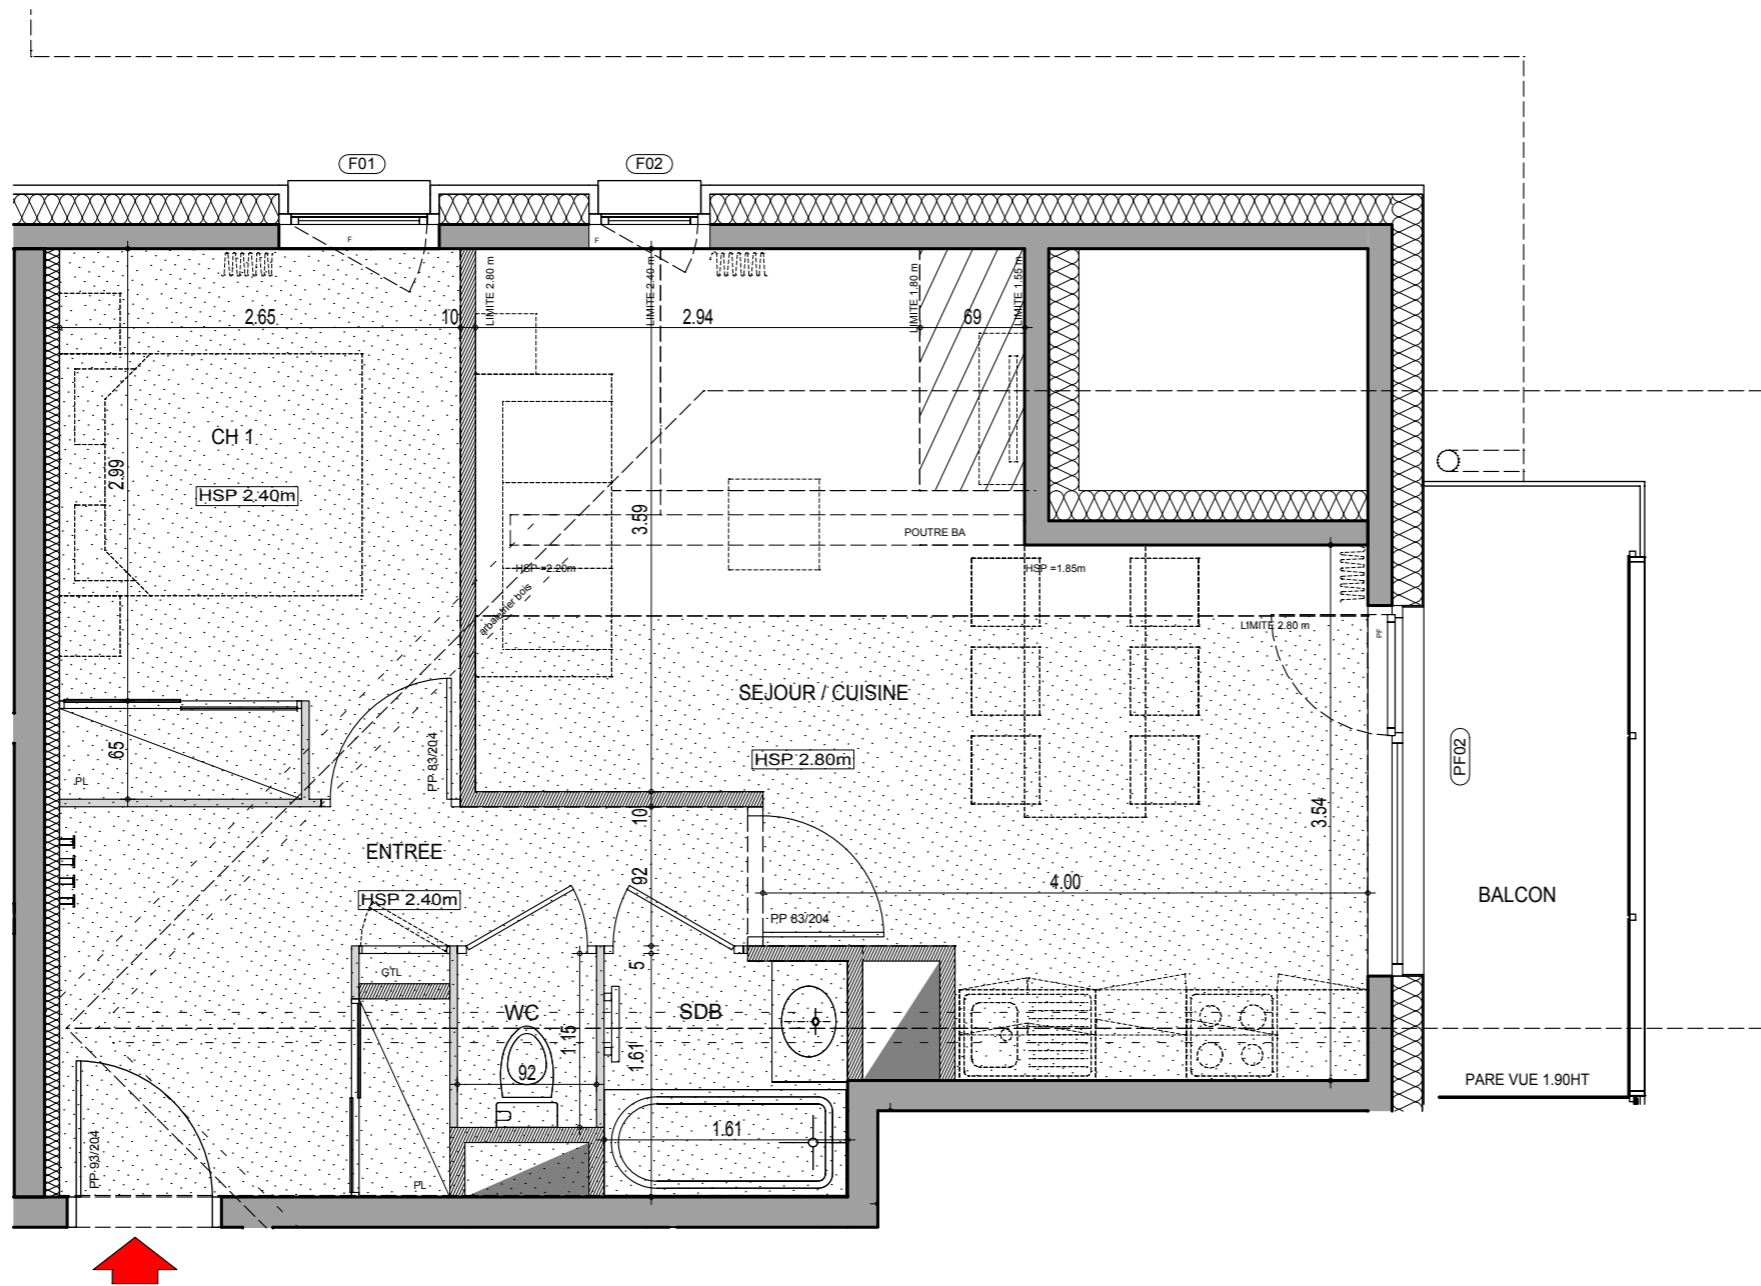 F01
F02
F
F
LIMITE 2.80 m
LIMITE 2.40 m
LIMITE 1.80 m
LIMITE 1.55 m
2.65
10
2.94
69
CH 1
2.99
HSP 2.40m
3.59
POUTRE BA
HSP =2.20m
HSP =1.85m
arbalétrier bois
LIMITE 2.80 m
PF
SEJOUR / CUISINE
HSP 2.80m
65
PL
PP 83/204
PF02
3.54
10
ENTREE
92
4.00
HSP 2.40m
BALCON
PP 83/204
GTL
5
WC
SDB
1.15
1.61
92
PARE VUE 1.90HT
1.61
PP 93/204
PL